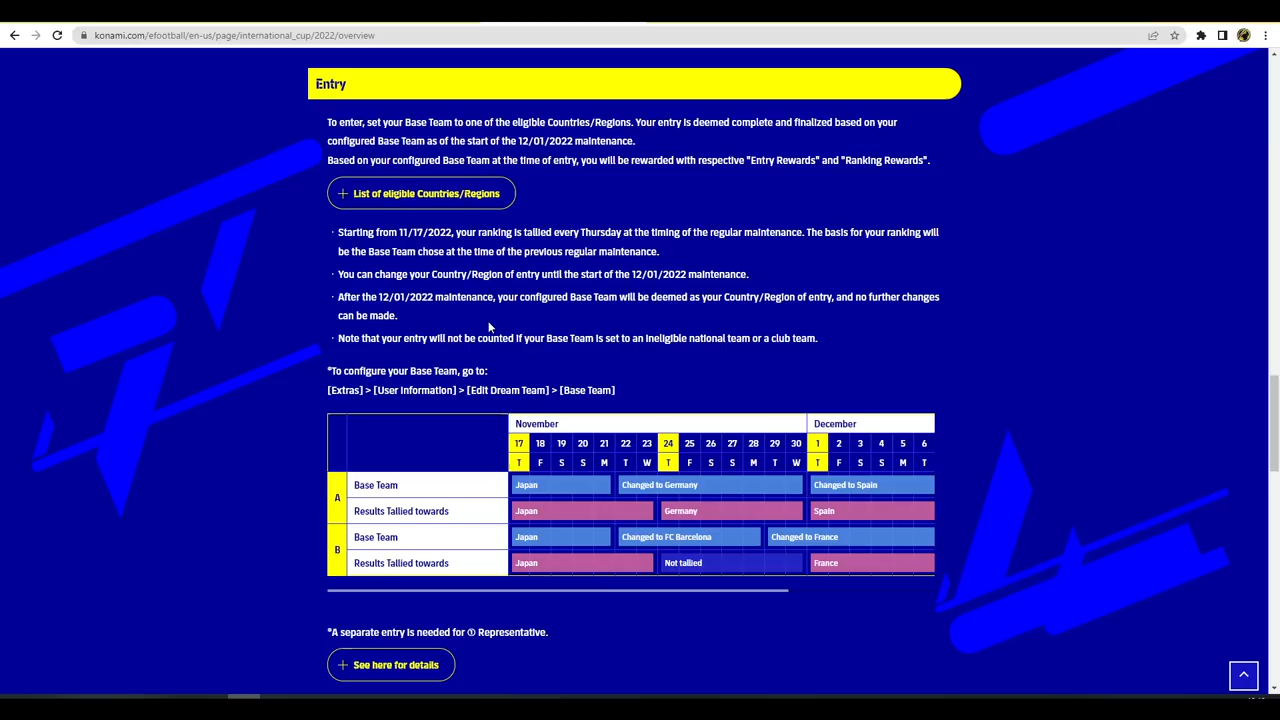 konami.com/efootball/en-us/page/international_cup/2022/overview
Entry
To enter, set your Base Team to one of the eligible Countries/Regions. Your entry is deemed complete and finalized based on your
configured Base Team as of the start of the 12/01/2022 maintenance.
Based on your configured Base Team at the time of entry, you will be rewarded with respective "Entry Rewards" and "Ranking Rewards".
+ List of eligible Countries/Regions
· Starting from 11/17/2022, your ranking is tallied every Thursday at the timing of the regular maintenance. The basis for your ranking will
be the Base Team chose at the time of the previous regular maintenance.
· You can change your Country/Region of entry until the start of the 12/01/2022 maintenance.
· After the 12/01/2022 maintenance, your configured Base Team will be deemed as your Country/Region of entry, and no further changes
can be made.
· Note that your entry will not be counted if your Base Team is set to an ineligible national team or a club team.
*To configure your Base Team, go to:
[Extras] > [User Information] > [Edit Dream Team] > [Base Team]
November December
17 18 19 20 21 22 23 24 25 26 27 28 29 30 1 2 3 4 5 6
T F S S M T W T F S S M T W T F S S M T
A
Base Team Japan Changed to Germany Changed to Spain
Results Tallied towards Japan Germany Spain
B
Base Team Japan Changed to FC Barcelona Changed to France
Results Tallied towards Japan Not tallied France
*A separate entry is needed for ① Representative.
+ See here for details